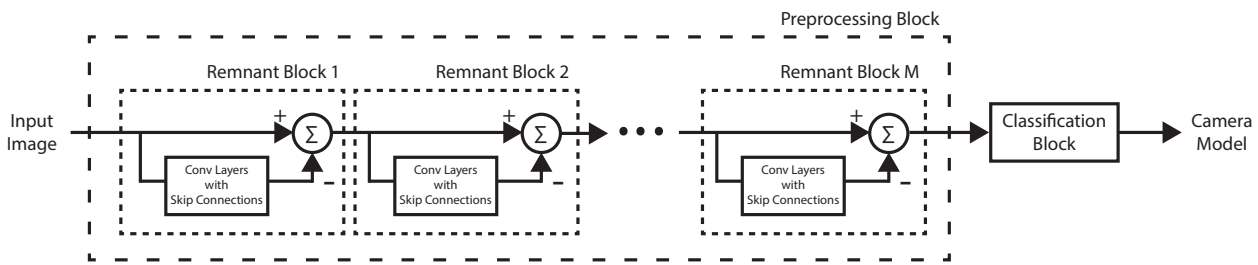 Preprocessing Block
Remnant Block 1
Remnant Block 2
Remnant Block M
Input
Image
+
Σ
+
Σ
+
Σ
Classification
Block
Camera
Model
Conv Layers
with
Skip Connections
−
Conv Layers
with
Skip Connections
−
Conv Layers
with
Skip Connections
−